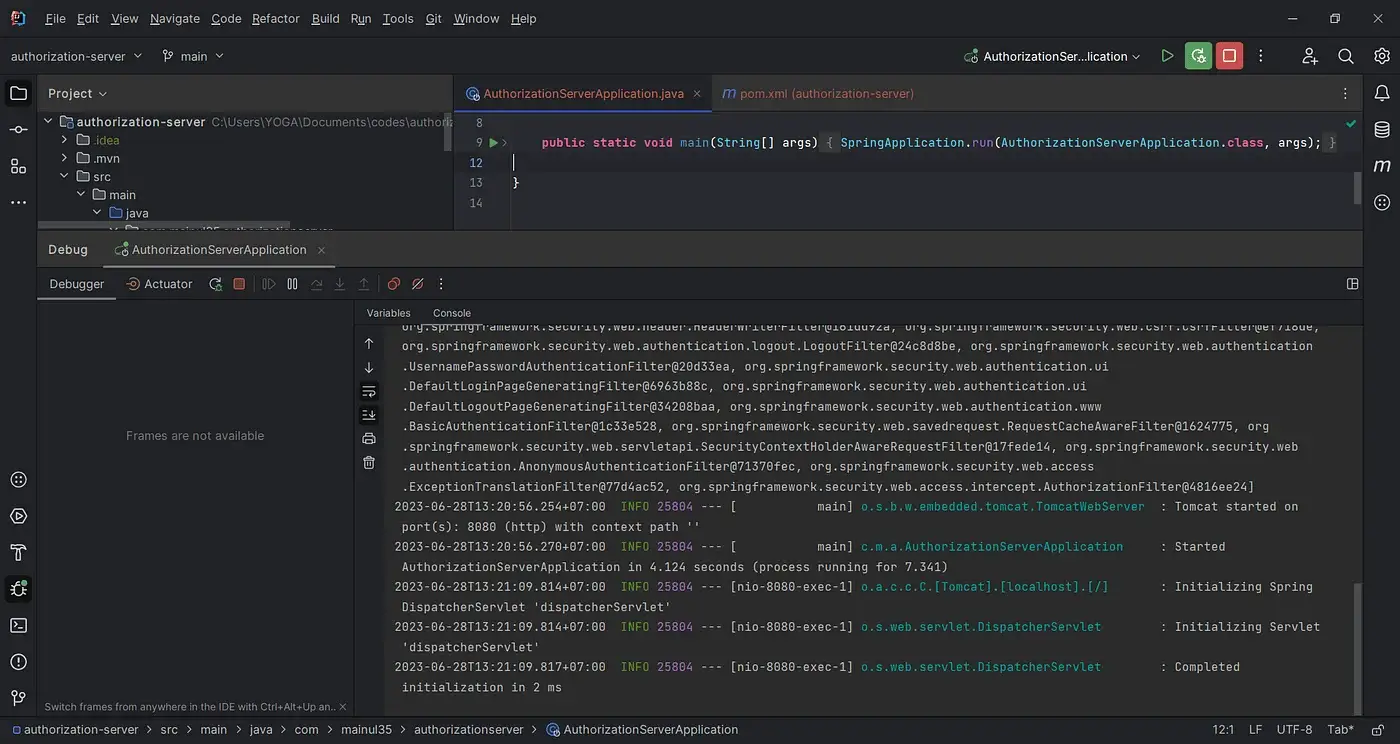 File Edit View Navigate Code Refactor Build Run Tools Git Window Help
authorization-server main AuthorizationSer...lication
Project
authorization-server C:\Users\YOGA\Documents\codes\authoriz
.idea
.mvn
src
main
java
AuthorizationServerApplication.java
m pom.xml (authorization-server)
8
9 public static void main(String[] args) { SpringApplication.run(AuthorizationServerApplication.class, args); }
12
13 }
14
Debug AuthorizationServerApplication
Debugger Actuator
Frames are not available
Switch frames from anywhere in the IDE with Ctrl+Alt+Up an..
Variables Console
org.springframework.security.web.header.HeaderWriterFilter@161dd92a, org.springframework.security.web.csrf.CsrfFilter@ef718de,
org.springframework.security.web.authentication.logout.LogoutFilter@24c8d8be, org.springframework.security.web.authentication
.UsernamePasswordAuthenticationFilter@20d33ea, org.springframework.security.web.authentication.ui
.DefaultLoginPageGeneratingFilter@6963b88c, org.springframework.security.web.authentication.ui
.DefaultLogoutPageGeneratingFilter@34208baa, org.springframework.security.web.authentication.www
.BasicAuthenticationFilter@1c33e528, org.springframework.security.web.savedrequest.RequestCacheAwareFilter@1624775, org
.springframework.security.web.servletapi.SecurityContextHolderAwareRequestFilter@17fede14, org.springframework.security.web
.authentication.AnonymousAuthenticationFilter@71370fec, org.springframework.security.web.access
.ExceptionTranslationFilter@77d4ac52, org.springframework.security.web.access.intercept.AuthorizationFilter@4816ee24]
2023-06-28T13:20:56.254+07:00 INFO 25804 --- [ main] o.s.b.w.embedded.tomcat.TomcatWebServer : Tomcat started on
port(s): 8080 (http) with context path ''
2023-06-28T13:20:56.270+07:00 INFO 25804 --- [ main] c.m.a.AuthorizationServerApplication : Started
AuthorizationServerApplication in 4.124 seconds (process running for 7.341)
2023-06-28T13:21:09.814+07:00 INFO 25804 --- [nio-8080-exec-1] o.a.c.c.C.[Tomcat].[localhost].[/] : Initializing Spring
DispatcherServlet 'dispatcherServlet'
2023-06-28T13:21:09.814+07:00 INFO 25804 --- [nio-8080-exec-1] o.s.web.servlet.DispatcherServlet : Initializing Servlet
'dispatcherServlet'
2023-06-28T13:21:09.817+07:00 INFO 25804 --- [nio-8080-exec-1] o.s.web.servlet.DispatcherServlet : Completed
initialization in 2 ms
authorization-server > src > main > java > com > mainul35 > authorizationserver > AuthorizationServerApplication 12:1 LF UTF-8 Tab*